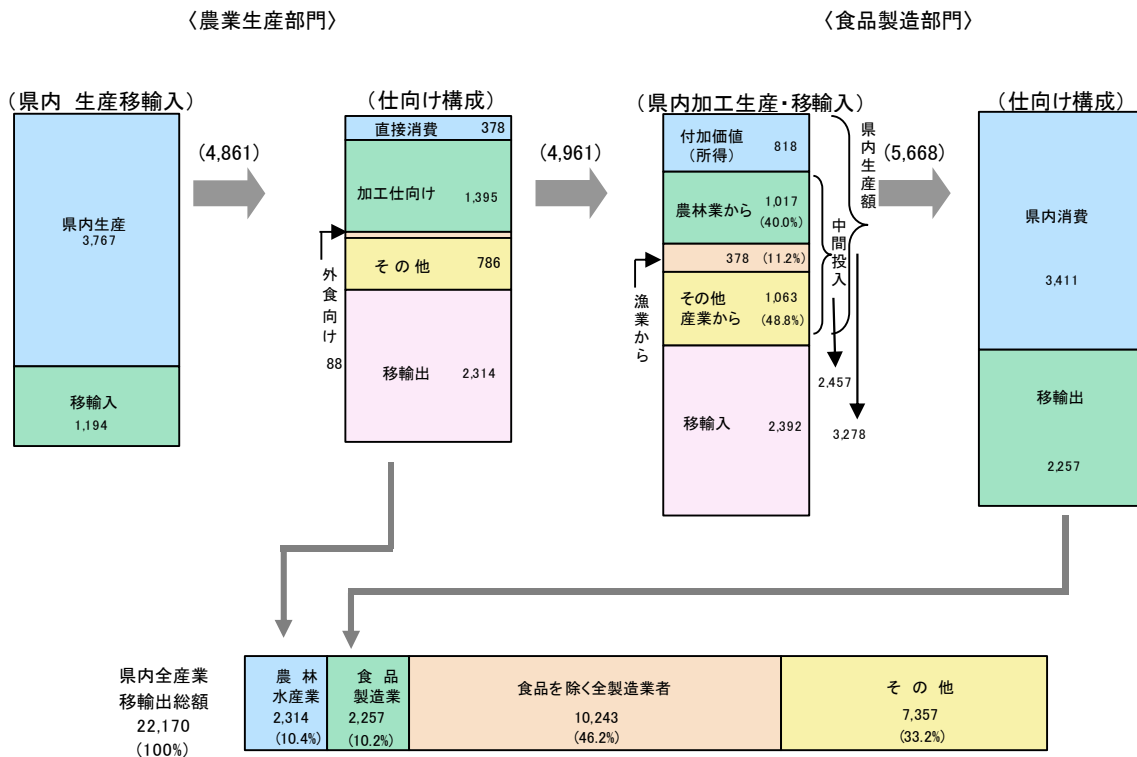 〈農業生産部門〉
〈食品製造部門〉
(県内 生産移輸入)
県内生産
3,767
移輸入
1,194
(4,861)
(仕向け構成)
直接消費 378
加工仕向け 1,395
外食向け
88
その他 786
移輸出 2,314
(4,961)
(県内加工生産・移輸入)
付加価値 818
(所得)
農林業から 1,017
(40.0%)
378 (11.2%)
漁業から
その他 1,063
産業から (48.8%)
移輸入 2,392
中間投入
2,457
県内生産額
3,278
(5,668)
(仕向け構成)
県内消費
3,411
移輸出
2,257
県内全産業
移輸出総額
22,170
(100%)
農林
水産業
2,314
(10.4%)
食品
製造業
2,257
(10.2%)
食品を除く全製造業者
10,243
(46.2%)
その他
7,357
(33.2%)